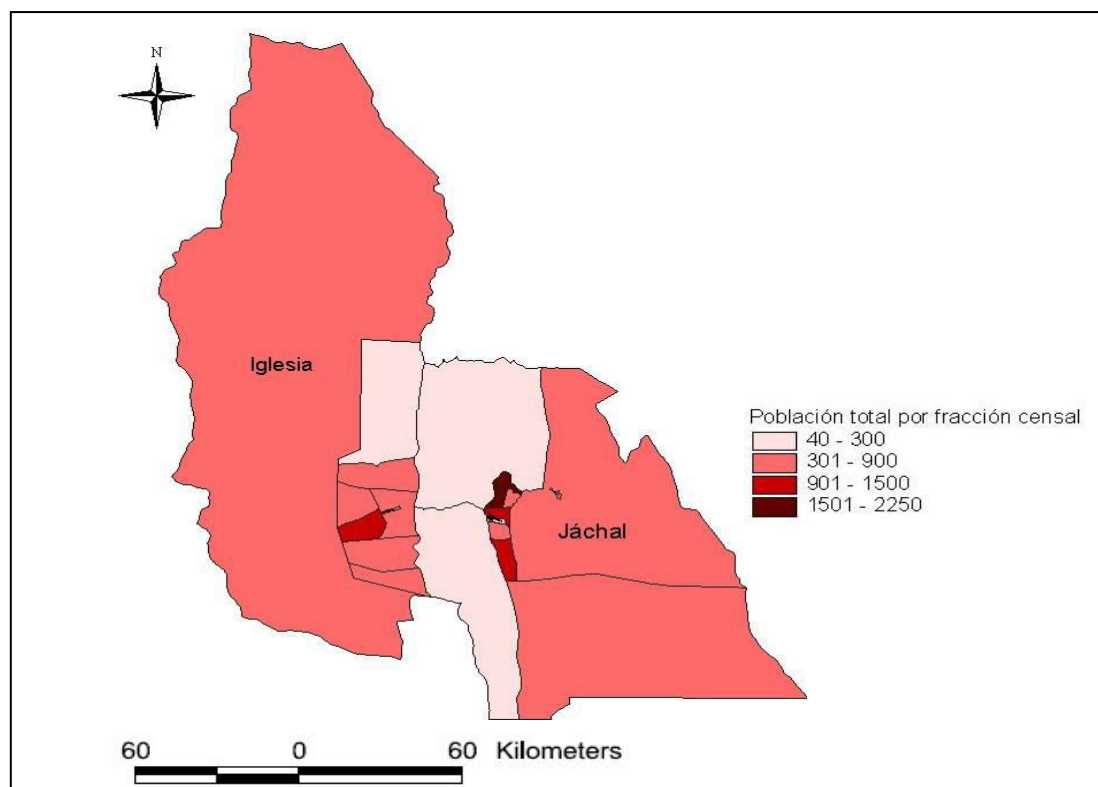 N
Iglesia
Jáchal
Población total por fracción censal
40 - 300
301 - 900
901 - 1500
1501 - 2250
60 0 60 Kilometers